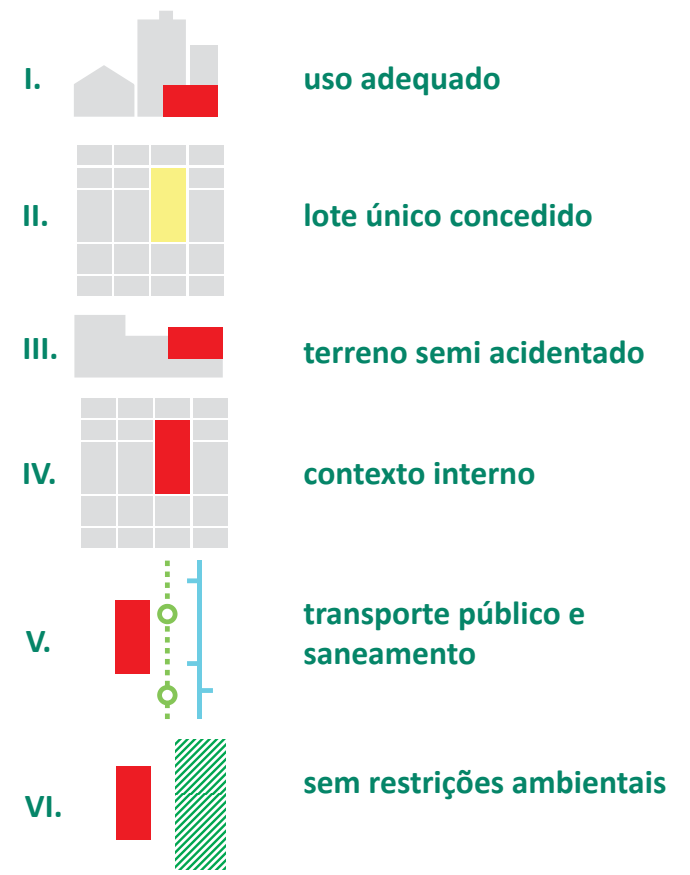 I.
uso adequado
II.
lote único concedido
III.
terreno semi acidentado
IV.
contexto interno
V.
transporte público e
saneamento
VI.
sem restrições ambientais